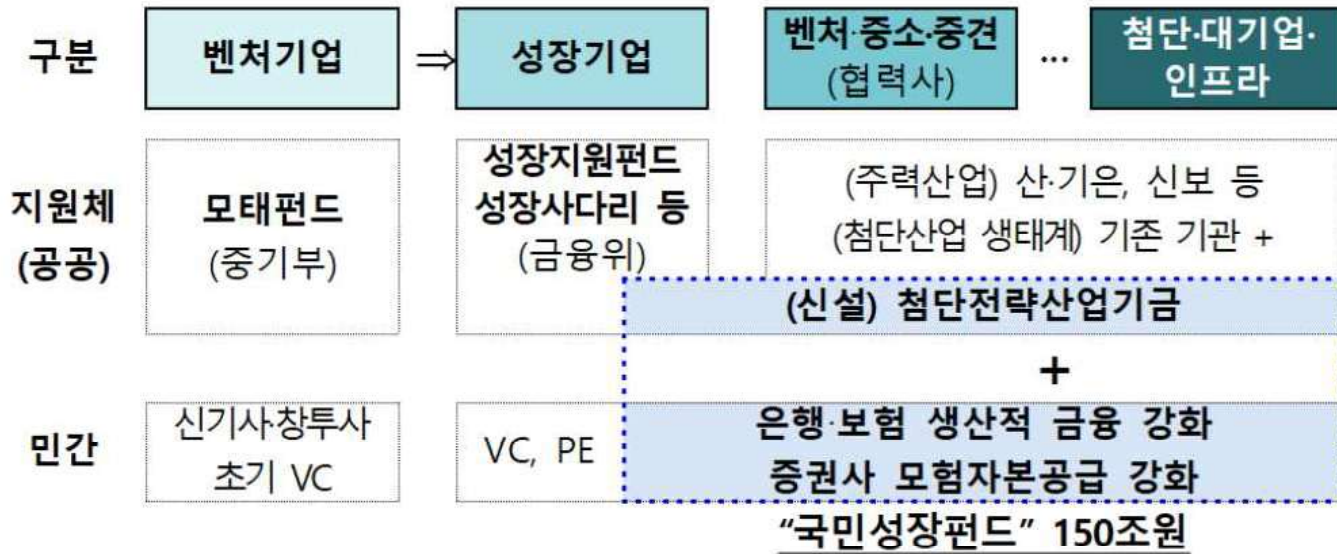 구분
벤처기업
⇒
성장기업
벤처·중소·중견
(협력사)
...
첨단·대기업·
인프라
지원체
(공공)
모태펀드
(중기부)
성장지원펀드
성장사다리 등
(금융위)
(주력산업) 산·기은, 신보 등
(첨단산업 생태계) 기존 기관 +
(신설) 첨단전략산업기금
+
민간
신기사·창투사
초기 VC
VC, PE
은행·보험 생산적 금융 강화
증권사 모험자본공급 강화
“국민성장펀드” 150조원